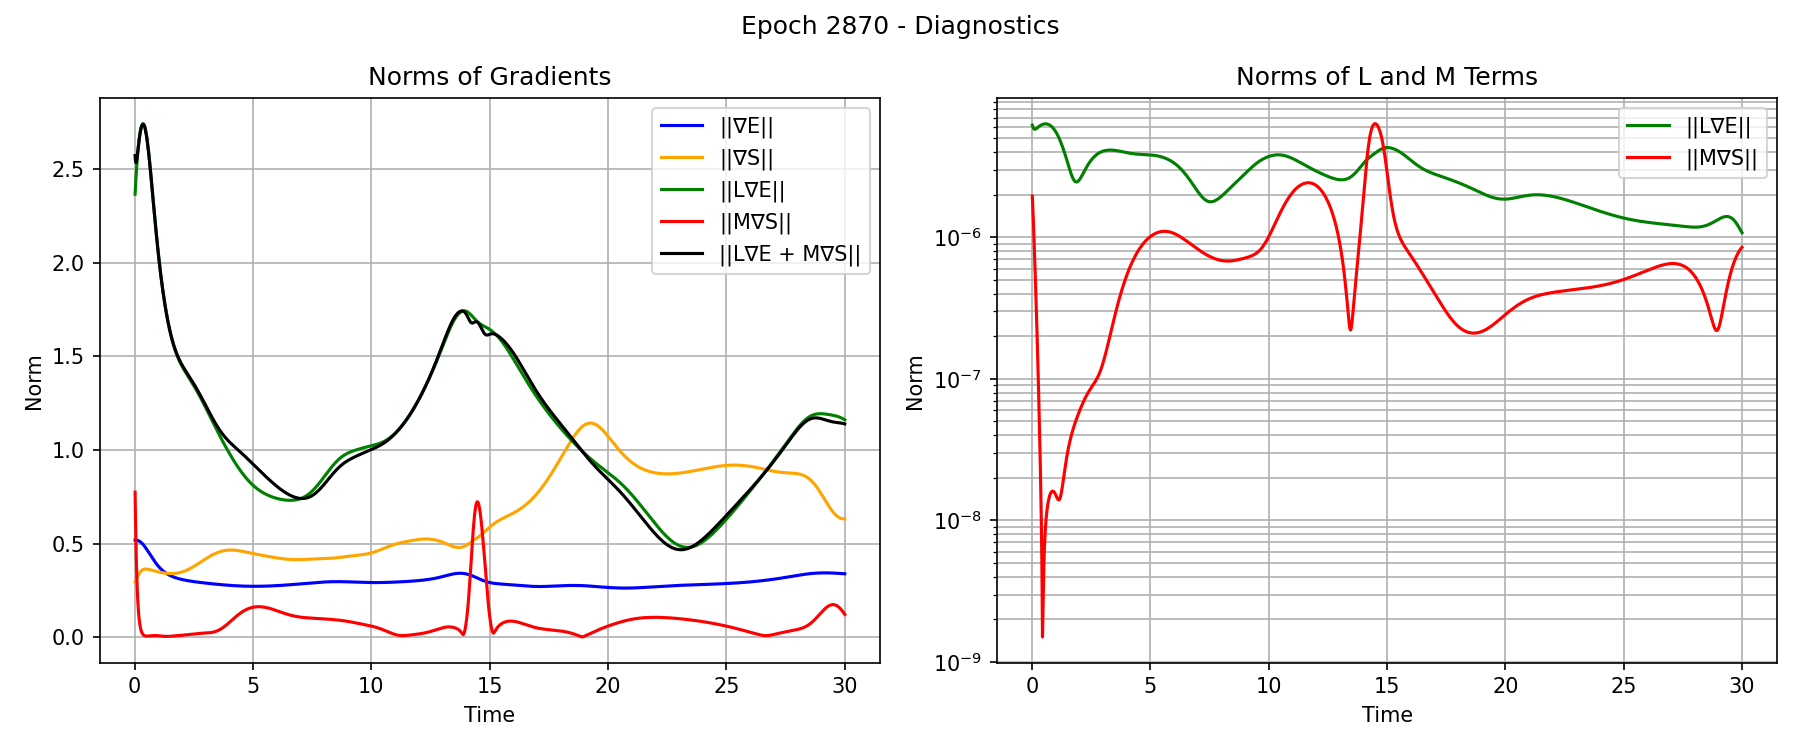 Epoch 2870 - Diagnostics
Norms of Gradients
||∇E||
||∇S||
||L∇E||
||M∇S||
||L∇E + M∇S||
Norm
2.5
2.0
1.5
1.0
0.5
0.0
0 5 10 15 20 25 30
Time
Norms of L and M Terms
||L∇E||
||M∇S||
Norm
10⁻⁶
10⁻⁷
10⁻⁸
10⁻⁹
0 5 10 15 20 25 30
Time